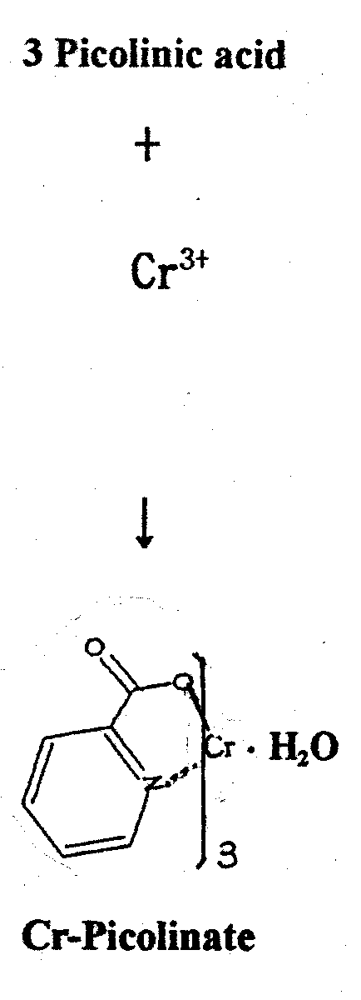 3 Picolinic acid
+
Cr³⁺
↓
O
O
Cr · H₂O
N
3
Cr-Picolinate